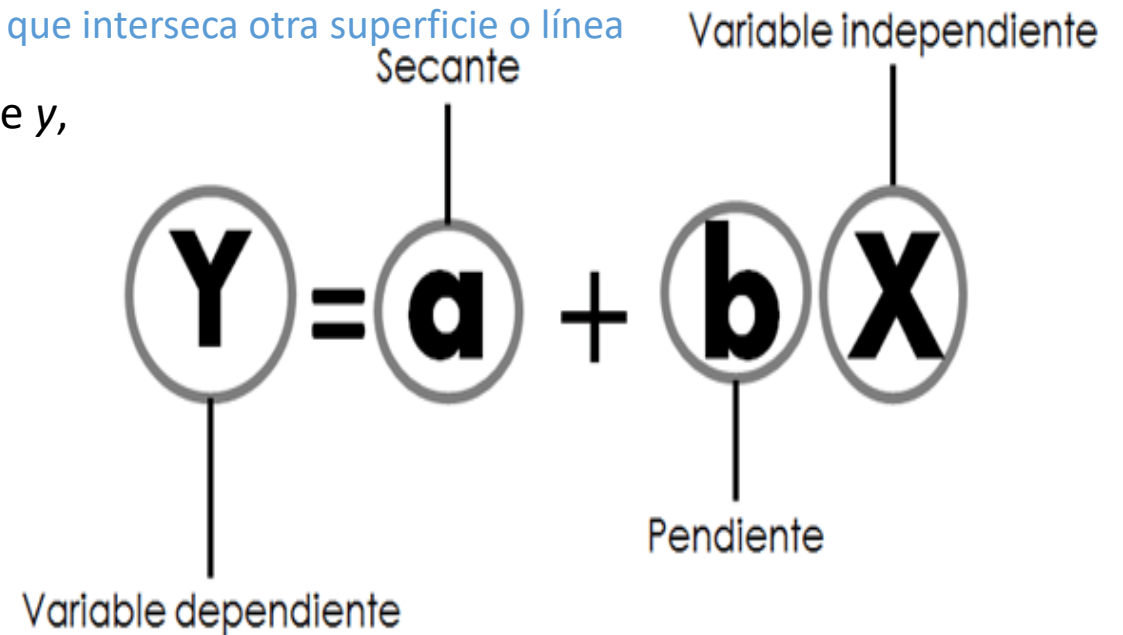 que interseca otra superficie o línea
Variable independiente
Secante
e y,
Y = a + b X
Pendiente
Variable dependiente